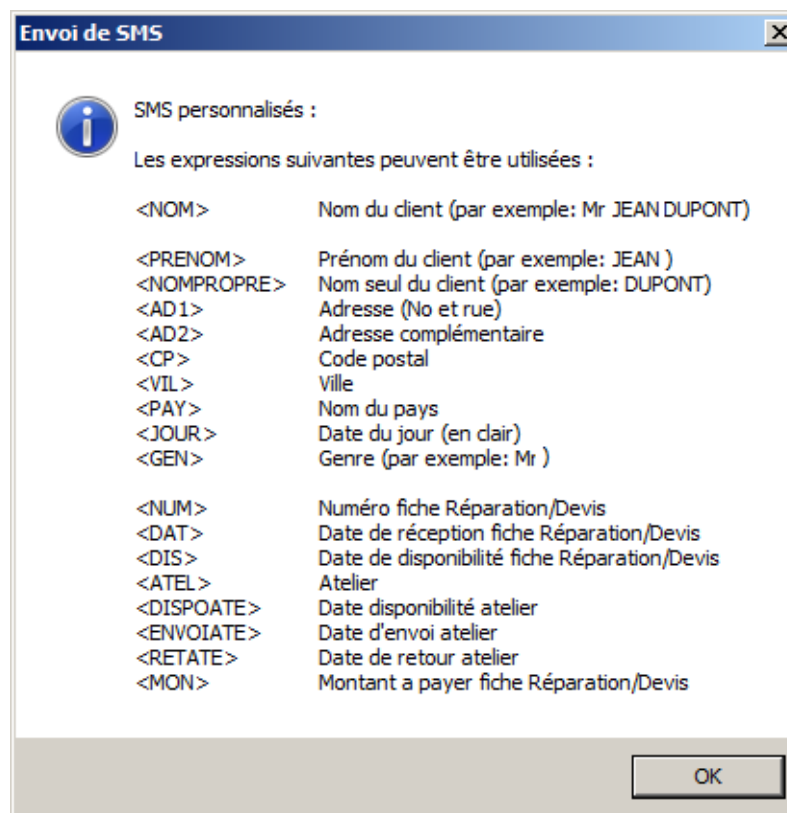 Envoi de SMS
SMS personnalisés :
Les expressions suivantes peuvent être utilisées :
<NOM> Nom du client (par exemple: Mr JEAN DUPONT)
<PRENOM> Prénom du client (par exemple: JEAN )
<NOMPROPRE> Nom seul du client (par exemple: DUPONT)
<AD1> Adresse (No et rue)
<AD2> Adresse complémentaire
<CP> Code postal
<VIL> Ville
<PAY> Nom du pays
<JOUR> Date du jour (en clair)
<GEN> Genre (par exemple: Mr )
<NUM> Numéro fiche Réparation/Devis
<DAT> Date de réception fiche Réparation/Devis
<DIS> Date de disponibilité fiche Réparation/Devis
<ATEL> Atelier
<DISPOATE> Date disponibilité atelier
<ENVOIATE> Date d'envoi atelier
<RETATE> Date de retour atelier
<MON> Montant a payer fiche Réparation/Devis
OK